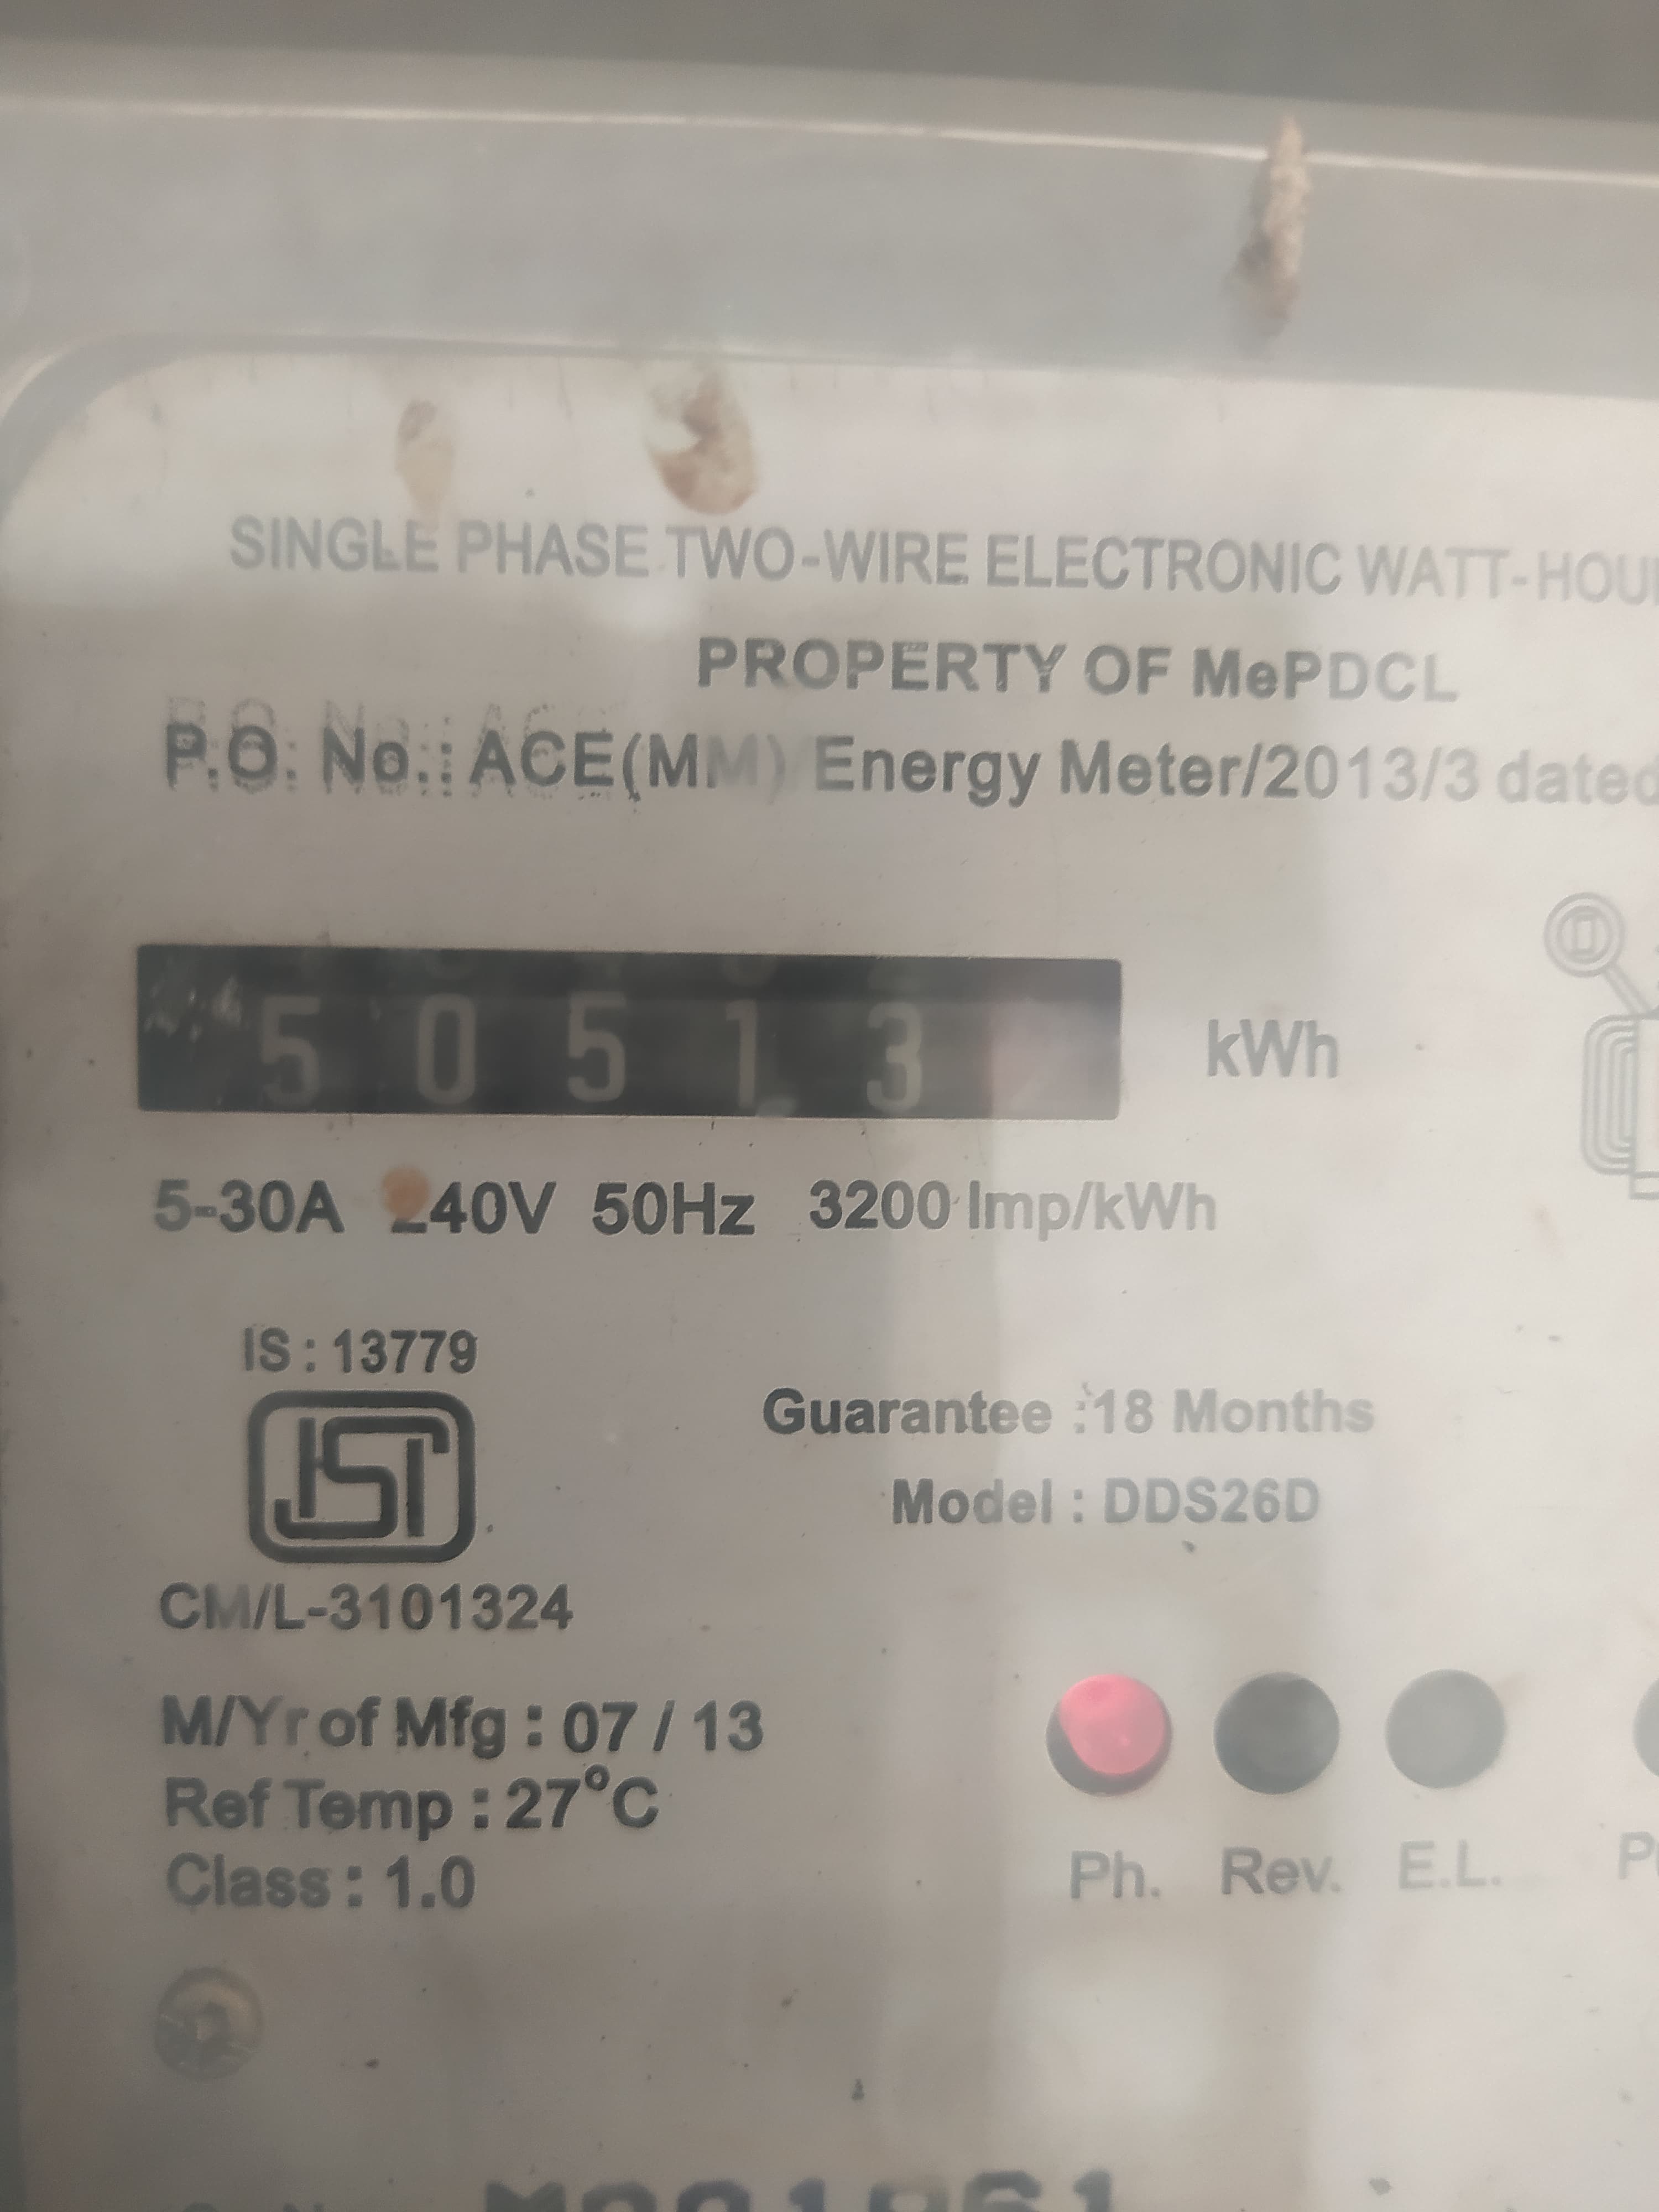 SINGLE PHASE TWO-WIRE ELECTRONIC WATT-HOUR
PROPERTY OF MePDCL
P.O. No.: ACE(MM) Energy Meter/2013/3 dated
5 0 5 1 3
kWh
5-30A 240V 50Hz 3200 Imp/kWh
IS : 13779
ISI
CM/L-3101324
Guarantee : 18 Months
Model : DDS26D
M/Yr of Mfg : 07 / 13
Ref Temp : 27°C
Class : 1.0
Ph. Rev. E.L.